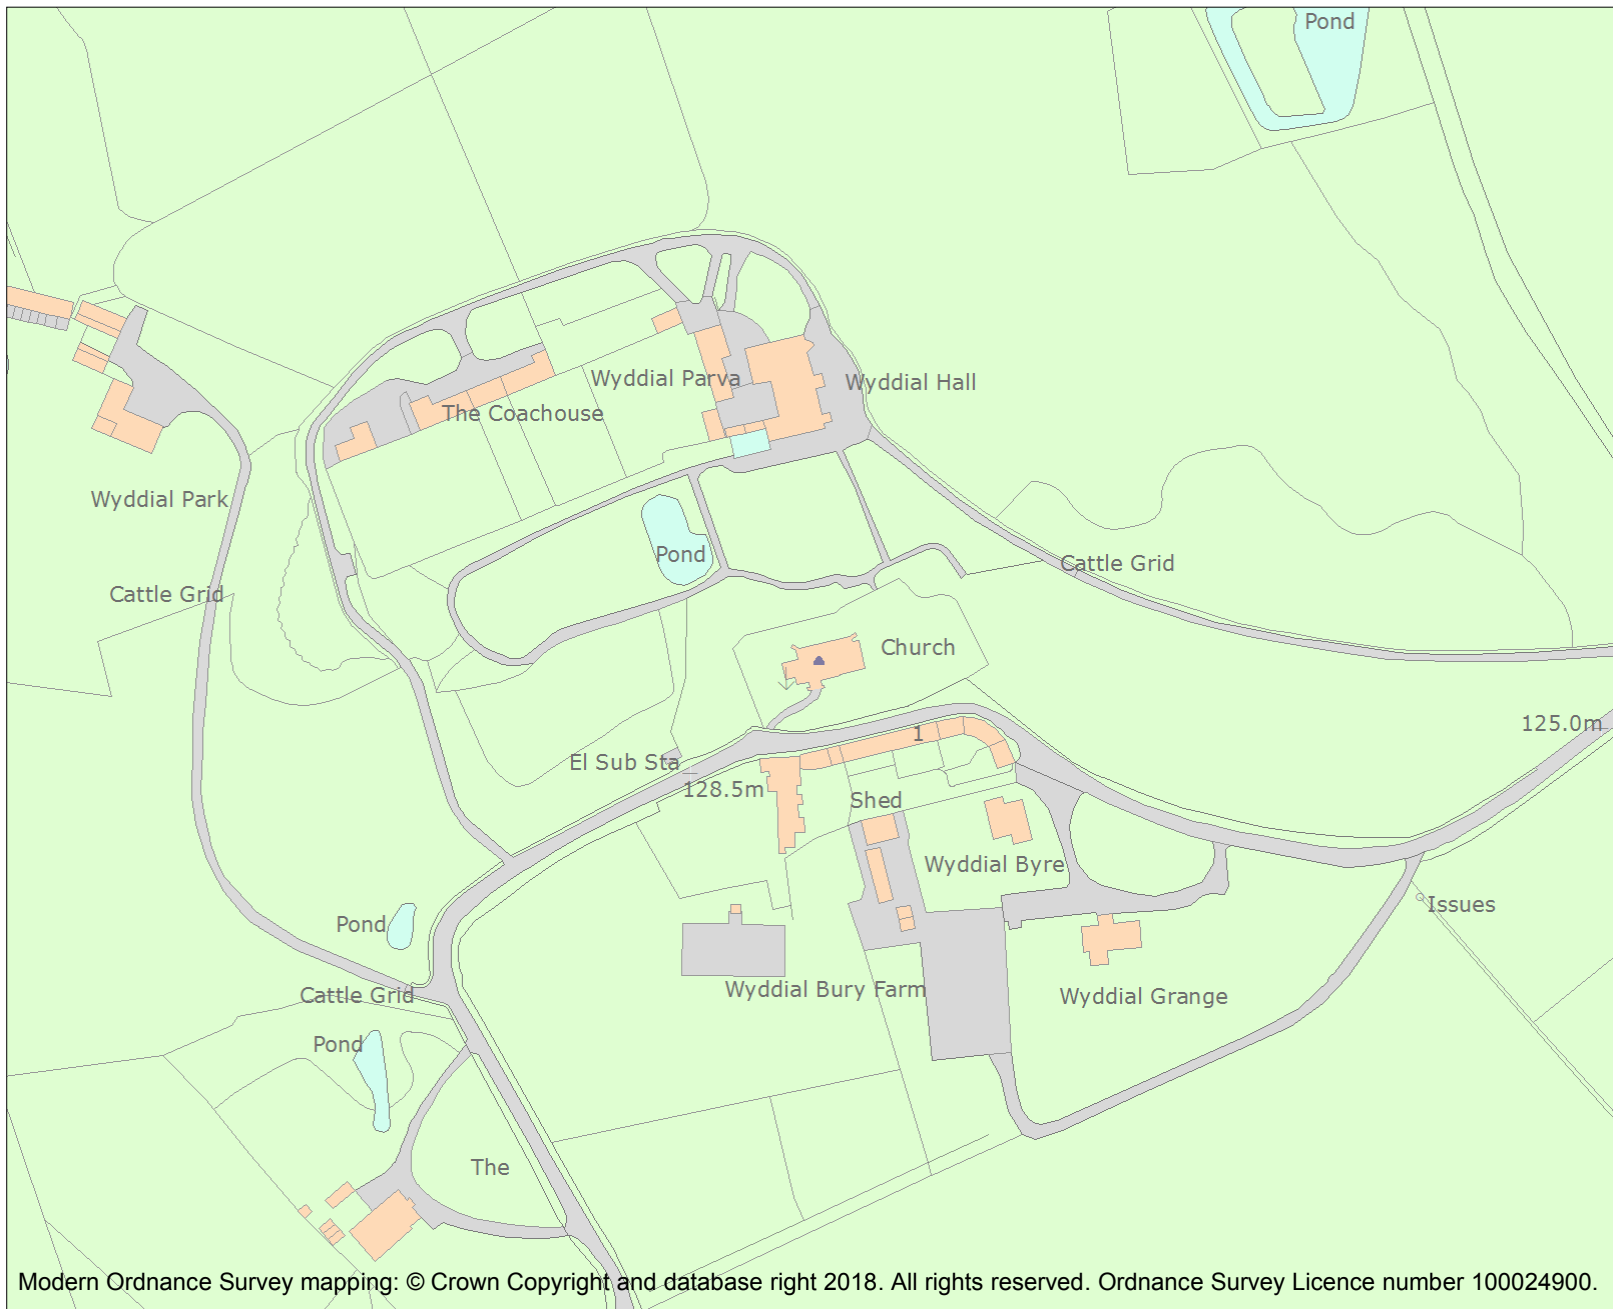 Pond
Wyddial Parva
Wyddial Hall
The Coachouse
Wyddial Park
Pond
Cattle Grid
Cattle Grid
Church
125.0m
1
El Sub Sta
128.5m
Shed
Wyddial Byre
Issues
Pond
Wyddial Bury Farm
Cattle Grid
Wyddial Grange
Pond
The
Modern Ordnance Survey mapping: © Crown Copyright and database right 2018. All rights reserved. Ordnance Survey Licence number 100024900.